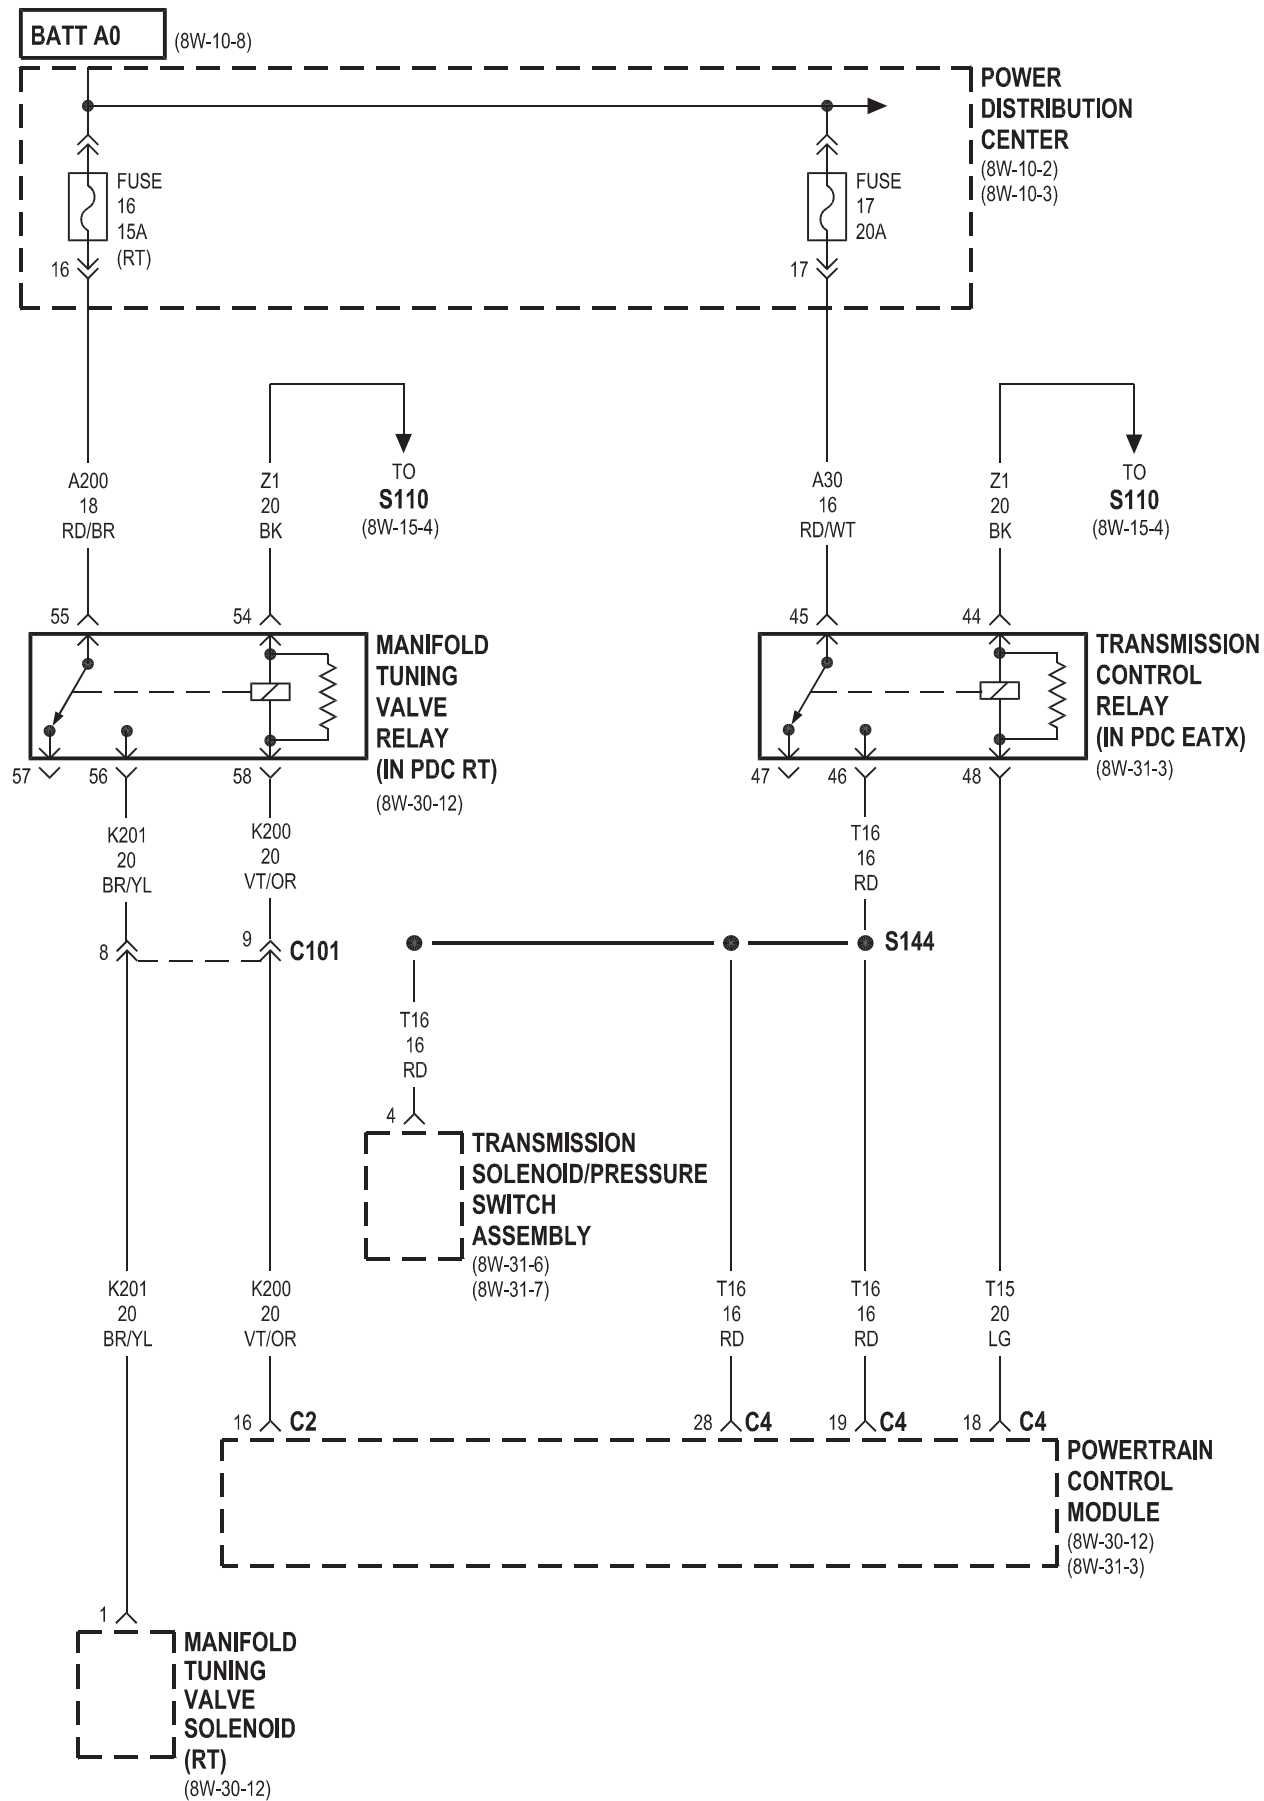 BATT A0
(8W-10-8)
POWER
DISTRIBUTION
CENTER
(8W-10-2)
(8W-10-3)
FUSE
16
15A
(RT)
16
FUSE
17
20A
17
A200
18
RD/BR
Z1
20
BK
TO
S110
(8W-15-4)
A30
16
RD/WT
Z1
20
BK
TO
S110
(8W-15-4)
55
54
45
44
MANIFOLD
TUNING
VALVE
RELAY
(IN PDC RT)
(8W-30-12)
TRANSMISSION
CONTROL
RELAY
(IN PDC EATX)
(8W-31-3)
57
56
58
47
46
48
K201
20
BR/YL
K200
20
VT/OR
T16
16
RD
8
9
C101
S144
T16
16
RD
4
TRANSMISSION
SOLENOID/PRESSURE
SWITCH
ASSEMBLY
(8W-31-6)
(8W-31-7)
K201
20
BR/YL
K200
20
VT/OR
T16
16
RD
T16
16
RD
T15
20
LG
16
C2
28
C4
19
C4
18
C4
POWERTRAIN
CONTROL
MODULE
(8W-30-12)
(8W-31-3)
1
MANIFOLD
TUNING
VALVE
SOLENOID
(RT)
(8W-30-12)